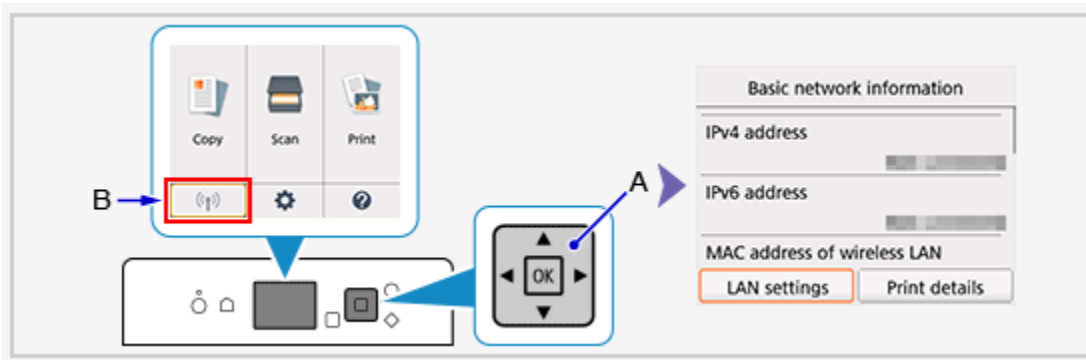 Copy
Scan
Print
B
OK
A
Basic network information
IPv4 address
IPv6 address
MAC address of wireless LAN
LAN settings
Print details